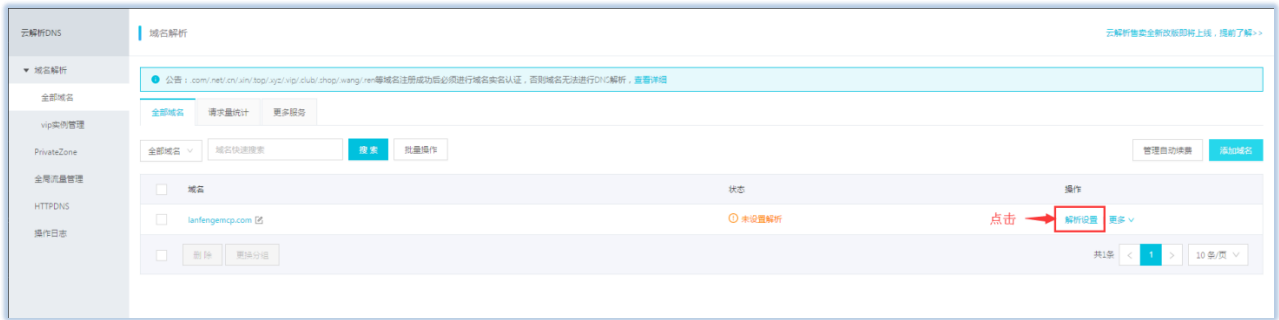 云解析DNS
域名解析
云解析售卖全新改版即将上线，提前了解>>
域名解析
全部域名
vip实例管理
PrivateZone
全局流量管理
HTTPDNS
操作日志
公告：.com/.net/.cn/.xin/.top/.xyz/.vip/.club/.shop/.wang/.ren等域名注册成功后必须进行域名实名认证，否则域名无法进行DNS解析，查看详细
全部域名 请求量统计 更多服务
全部域名 域名快速搜索 搜索 批量操作 管理自动续费 添加域名
域名 状态 操作
lanfengemcp.com 未设置解析 点击 解析设置 更多
删除 更换分组 共1条 < 1 > 10 条/页